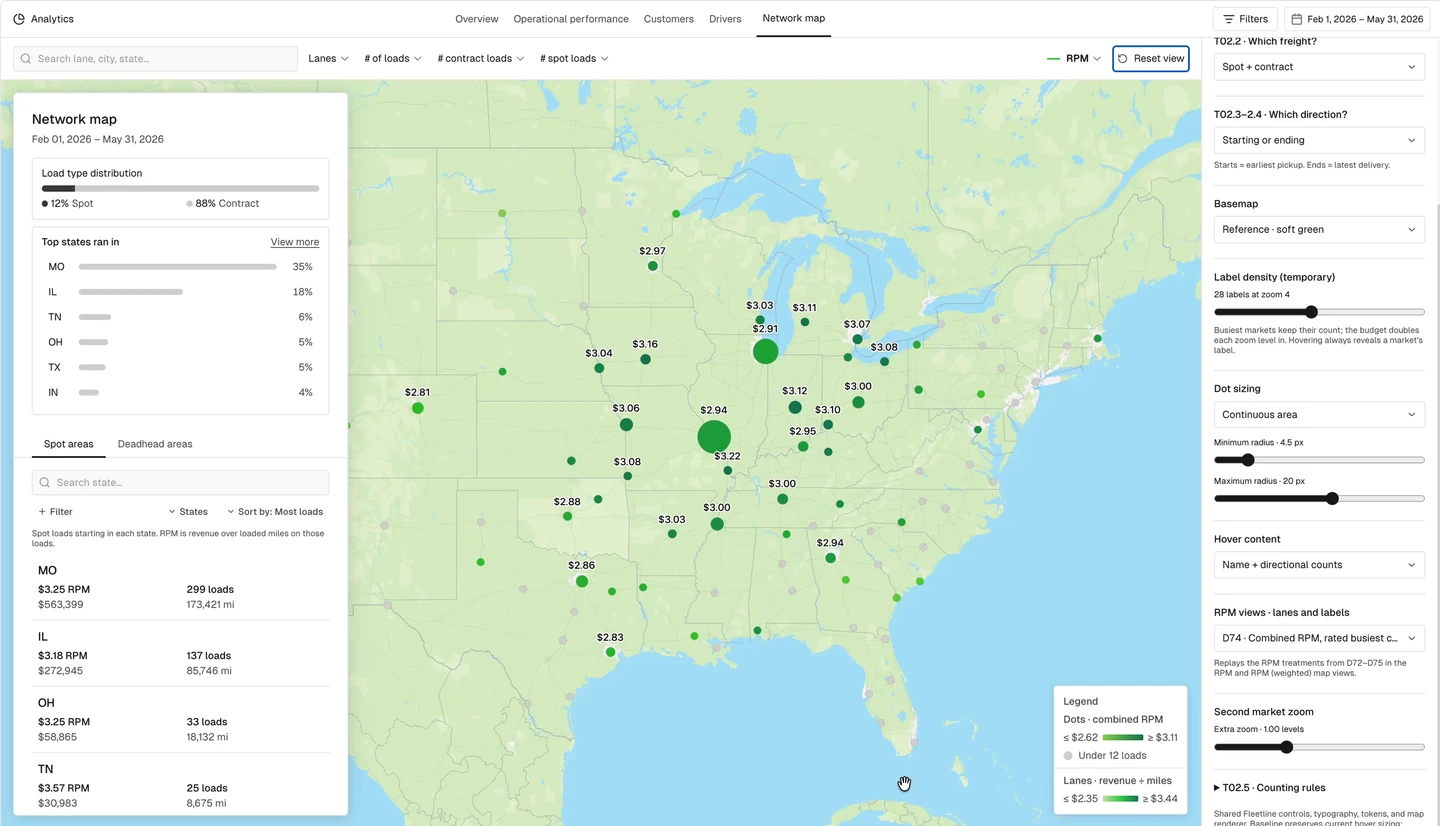 Analytics
Overview
Operational performance
Customers
Drivers
Network map
Filters
Feb 1, 2026 – May 31, 2026
Search lane, city, state...
Lanes
# of loads
# contract loads
# spot loads
RPM
Reset view
Network map
Feb 01, 2026 – May 31, 2026
Load type distribution
12% Spot
88% Contract
Top states ran in
View more
MO 35%
IL 18%
TN 6%
OH 5%
TX 5%
IN 4%
Spot areas
Deadhead areas
Search state...
+ Filter
States
Sort by: Most loads
Spot loads starting in each state. RPM is revenue over loaded miles on those
loads.
MO
$3.25 RPM 299 loads
$563,399 173,421 mi
IL
$3.18 RPM 137 loads
$272,945 85,746 mi
OH
$3.25 RPM 33 loads
$58,865 18,132 mi
TN
$3.57 RPM 25 loads
$30,983 8,675 mi
$2.97
$3.03
$3.11
$2.91
$3.07
$3.16
$3.08
$3.04
$2.81
$3.12
$3.00
$3.06
$2.94
$3.10
$2.95
$3.22
$3.08
$3.00
$2.88
$3.00
$3.03
$2.94
$2.86
$2.83
Legend
Dots · combined RPM
≤ $2.62 ≥ $3.11
Under 12 loads
Lanes · revenue ÷ miles
≤ $2.35 ≥ $3.44
T02.2 · Which freight?
Spot + contract
T02.3–2.4 · Which direction?
Starting or ending
Starts = earliest pickup. Ends = latest delivery.
Basemap
Reference · soft green
Label density (temporary)
28 labels at zoom 4
Busiest markets keep their count; the budget doubles
each zoom level in. Hovering always reveals a market's
label.
Dot sizing
Continuous area
Minimum radius · 4.5 px
Maximum radius · 20 px
Hover content
Name + directional counts
RPM views · lanes and labels
D74 · Combined RPM, rated busiest c...
Replays the RPM treatments from D72–D75 in the
RPM and RPM (weighted) map views.
Second market zoom
Extra zoom · 1.00 levels
T02.5 · Counting rules
Shared Fleetline controls, typography, tokens, and map
renderer. Baseline preserves current hover sizing;